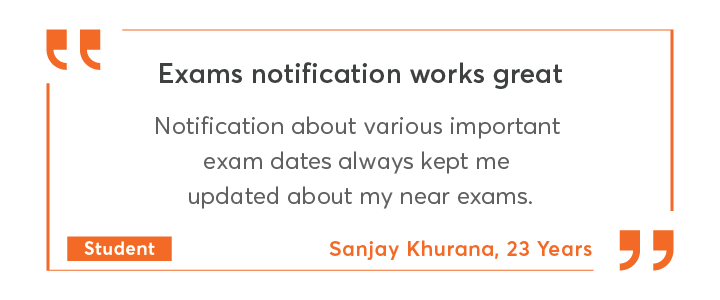 Exams notification works great
Notification about various important
exam dates always kept me
updated about my near exams.
Student
Sanjay Khurana, 23 Years